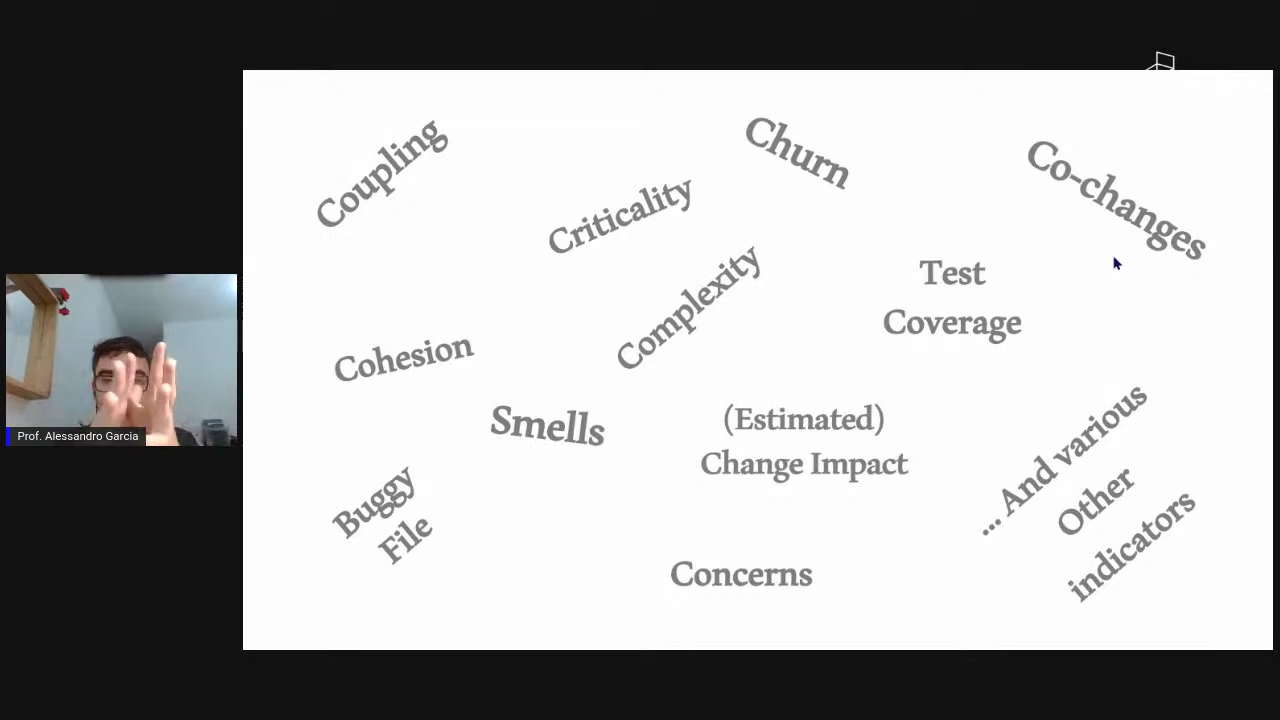 Coupling
Criticality
Churn
Co-changes
Complexity
Test
Coverage
Cohesion
Smells
(Estimated)
Change Impact
Buggy
File
Concerns
... And various
Other
indicators
Prof. Alessandro Garcia